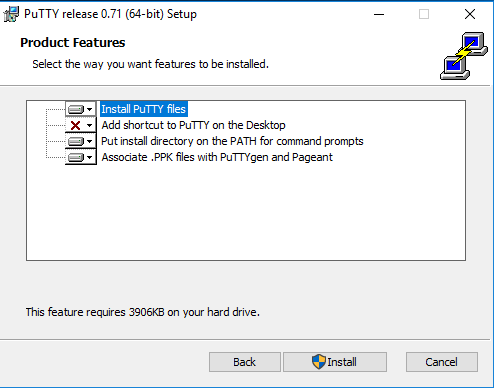 PuTTY release 0.71 (64-bit) Setup
Product Features
Select the way you want features to be installed.
Install PuTTY files
Add shortcut to PuTTY on the Desktop
Put install directory on the PATH for command prompts
Associate .PPK files with PuTTYgen and Pageant
This feature requires 3906KB on your hard drive.
Back Install Cancel